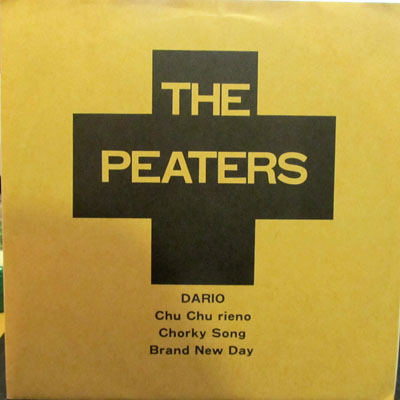 THE
PEATERS
DARIO
Chu Chu rieno
Chorky Song
Brand New Day